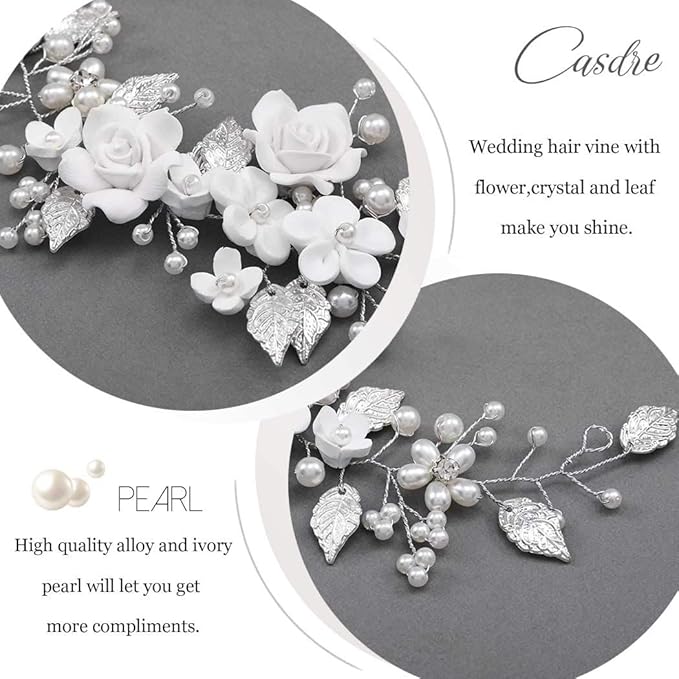 Casdre
Wedding hair vine with
flower,crystal and leaf
make you shine.
PEARL
High quality alloy and ivory
pearl will let you get
more compliments.